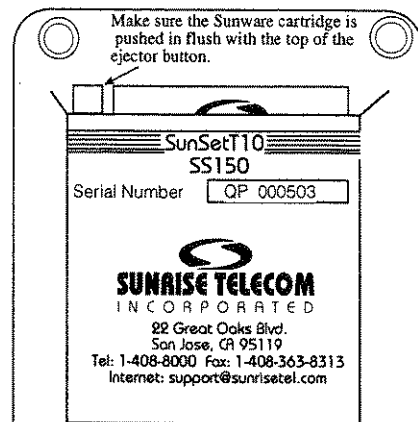 Make sure the Sunware cartridge is
pushed in flush with the top of the
ejector button.
SunSetT10
SS150
Serial Number QP 000503
SUNRISE TELECOM
INCORPORATED
22 Great Oaks Blvd.
San Jose, CA 95119
Tel: 1-408-8000 Fax: 1-408-363-8313
Internet: support@sunrisetel.com